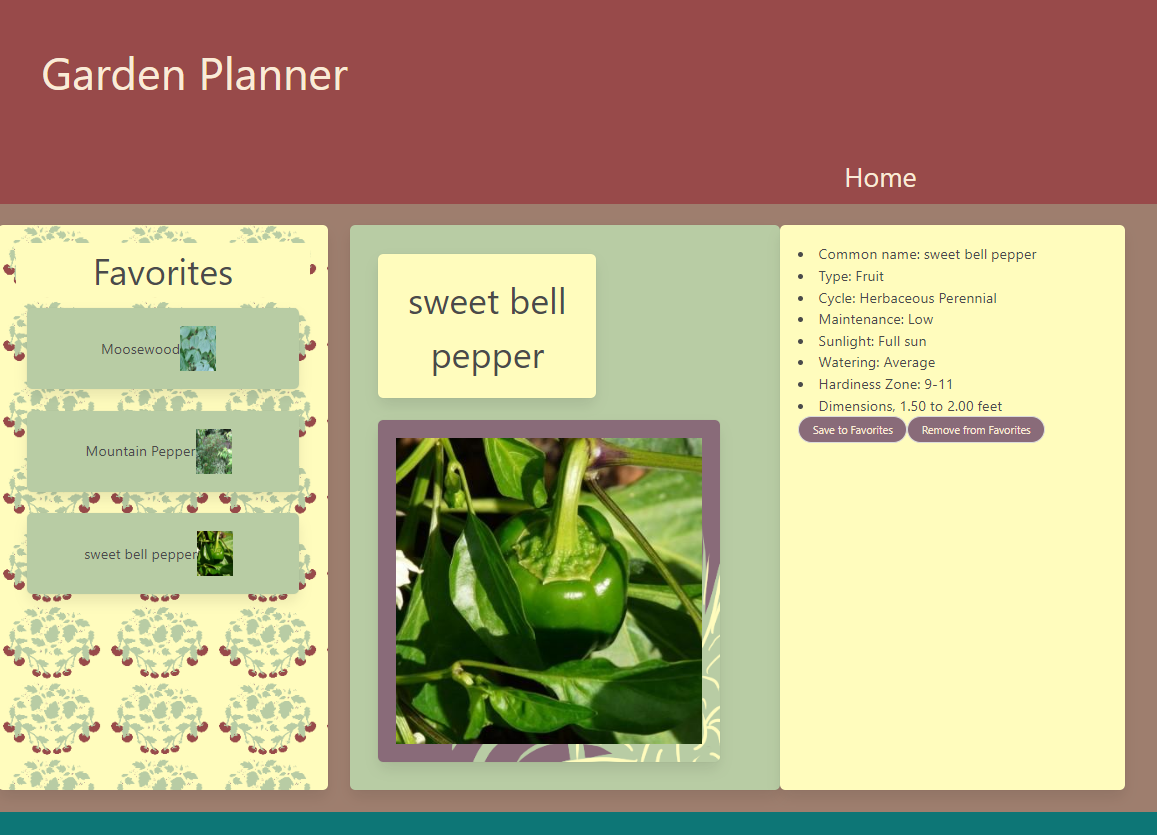 Garden Planner
Home
Favorites
Moosewood
Mountain Pepper
sweet bell pepper
sweet bell
pepper
Common name: sweet bell pepper
Type: Fruit
Cycle: Herbaceous Perennial
Maintenance: Low
Sunlight: Full sun
Watering: Average
Hardiness Zone: 9-11
Dimensions, 1.50 to 2.00 feet
Save to Favorites Remove from Favorites